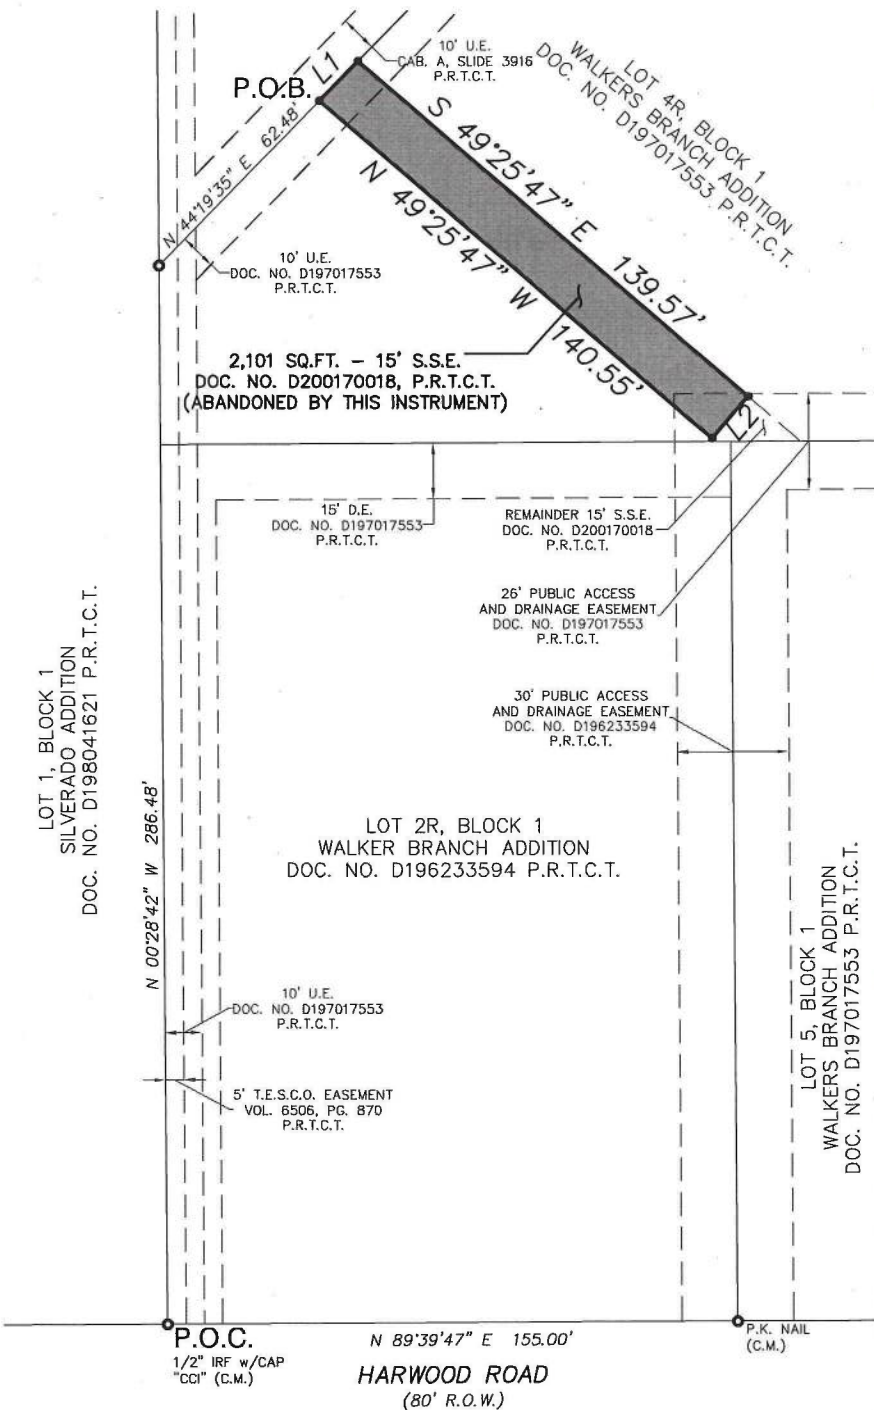 10' U.E.
CAB. A, SLIDE 3916
P.R.T.C.T.
L1
P.O.B.
LOT 4R, BLOCK 1
WALKERS BRANCH ADDITION
DOC. NO. D197017553 P.R.T.C.T.
N 44°19'35" E 62.48'
S 49°25'47" E 139.57'
N 49°25'47" W 140.55'
10' U.E.
DOC. NO. D197017553
P.R.T.C.T.
2,101 SQ.FT. - 15' S.S.E.
DOC. NO. D200170018, P.R.T.C.T.
(ABANDONED BY THIS INSTRUMENT)
L2
15' D.E.
DOC. NO. D197017553
P.R.T.C.T.
REMAINDER 15' S.S.E.
DOC. NO. D200170018
P.R.T.C.T.
26' PUBLIC ACCESS
AND DRAINAGE EASEMENT
DOC. NO. D197017553
P.R.T.C.T.
30' PUBLIC ACCESS
AND DRAINAGE EASEMENT
DOC. NO. D196233594
P.R.T.C.T.
LOT 1, BLOCK 1
SILVERADO ADDITION
DOC. NO. D198041621 P.R.T.C.T.
N 00°28'42" W 286.48'
LOT 2R, BLOCK 1
WALKER BRANCH ADDITION
DOC. NO. D196233594 P.R.T.C.T.
LOT 5, BLOCK 1
WALKERS BRANCH ADDITION
DOC. NO. D197017553 P.R.T.C.T.
10' U.E.
DOC. NO. D197017553
P.R.T.C.T.
5' T.E.S.C.O. EASEMENT
VOL. 6506, PG. 870
P.R.T.C.T.
P.O.C.
1/2" IRF w/CAP
"CCI" (C.M.)
N 89°39'47" E 155.00'
P.K. NAIL
(C.M.)
HARWOOD ROAD
(80' R.O.W.)